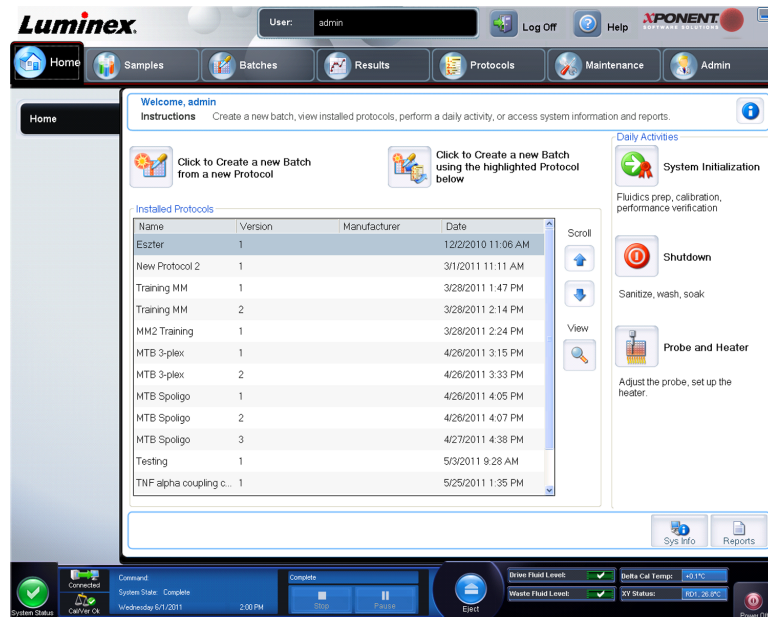 Luminex.
User: admin
Log Off
Help
XPONENT
SOFTWARE SOLUTIONS
Home
Samples
Batches
Results
Protocols
Maintenance
Admin
Home
Welcome, admin
Instructions Create a new batch, view installed protocols, perform a daily activity, or access system information and reports.
Click to Create a new Batch
from a new Protocol
Click to Create a new Batch
using the highlighted Protocol
below
Installed Protocols
Name Version Manufacturer Date
Eszter 1 12/2/2010 11:06 AM
New Protocol 2 1 3/1/2011 11:11 AM
Training MM 1 3/28/2011 1:47 PM
Training MM 2 3/28/2011 2:14 PM
MM2 Training 1 3/28/2011 2:24 PM
MTB 3-plex 1 4/26/2011 3:15 PM
MTB 3-plex 2 4/26/2011 3:33 PM
MTB Spoligo 1 4/26/2011 4:05 PM
MTB Spoligo 2 4/26/2011 4:07 PM
MTB Spoligo 3 4/27/2011 4:38 PM
Testing 1 5/3/2011 9:28 AM
TNF alpha coupling c... 1 5/25/2011 1:35 PM
Scroll
View
Daily Activities
System Initialization
Fluidics prep, calibration,
performance verification
Shutdown
Sanitize, wash, soak
Probe and Heater
Adjust the probe, set up the
heater.
Sys Info
Reports
System Status
Connected
Cal/Ver Ok
Command:
System State: Complete
Wednesday 6/1/2011 2:00 PM
Complete
Stop
Pause
Eject
Drive Fluid Level:
Waste Fluid Level:
Delta Cal Temp: +0.1°C
XY Status: RD1, 26.8°C
Power Off